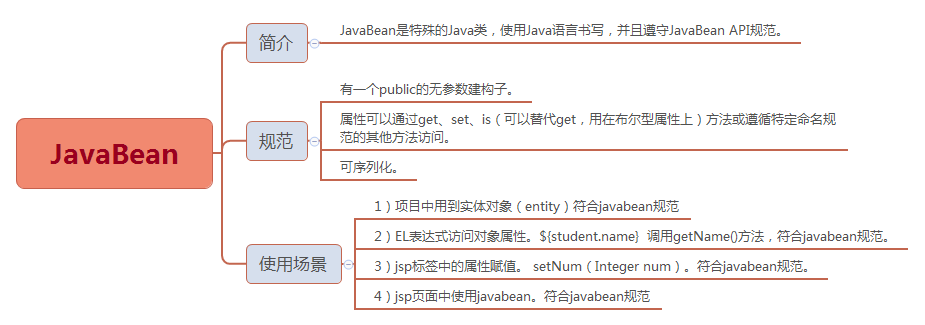 JavaBean
简介
JavaBean是特殊的Java类，使用Java语言书写，并且遵守JavaBean API规范。
规范
有一个public的无参数建构子。
属性可以通过get、set、is（可以替代get，用在布尔型属性上）方法或遵循特定命名规
范的其他方法访问。
可序列化。
使用场景
1）项目中用到实体对象（entity）符合javabean规范
2）EL表达式访问对象属性。${student.name} 调用getName()方法，符合javabean规范。
3）jsp标签中的属性赋值。 setNum（Integer num）。符合javabean规范。
4）jsp页面中使用javabean。符合javabean规范